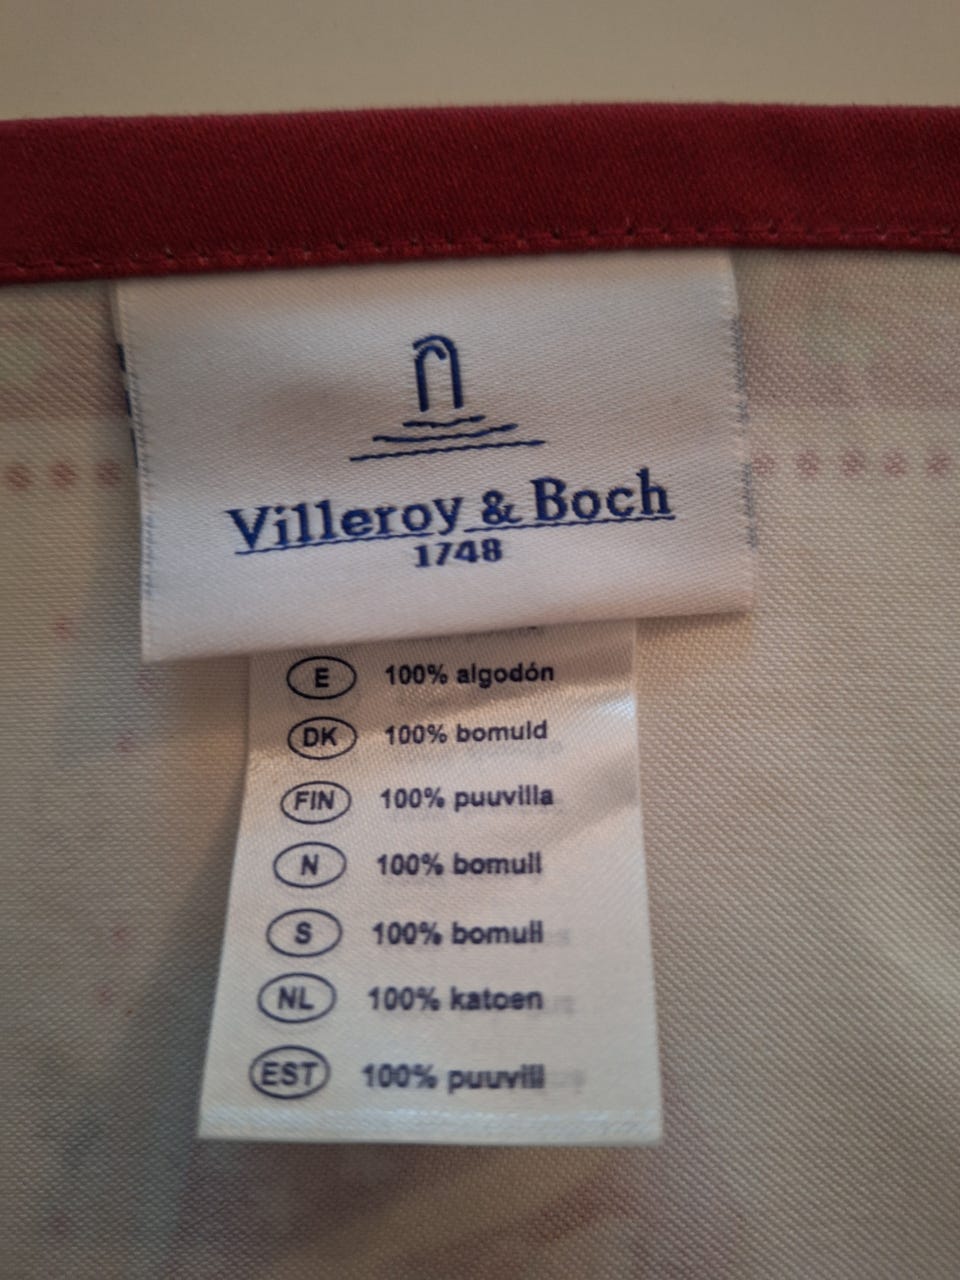 Villeroy & Boch
1748
E 100% algodón
DK 100% bomuld
FIN 100% puuvilla
N 100% bomull
S 100% bomull
NL 100% katoen
EST 100% puuvill